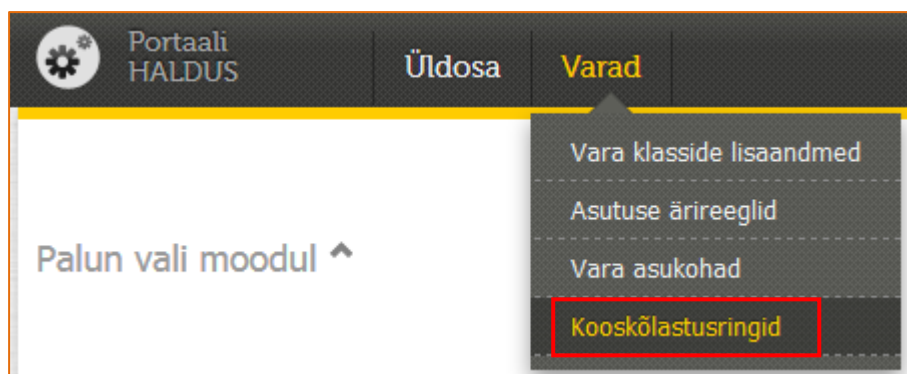 Portaali
HALDUS
Üldosa
Varad
Vara klasside lisaandmed
Asutuse ärireeglid
Vara asukohad
Kooskõlastusringid
Palun vali moodul